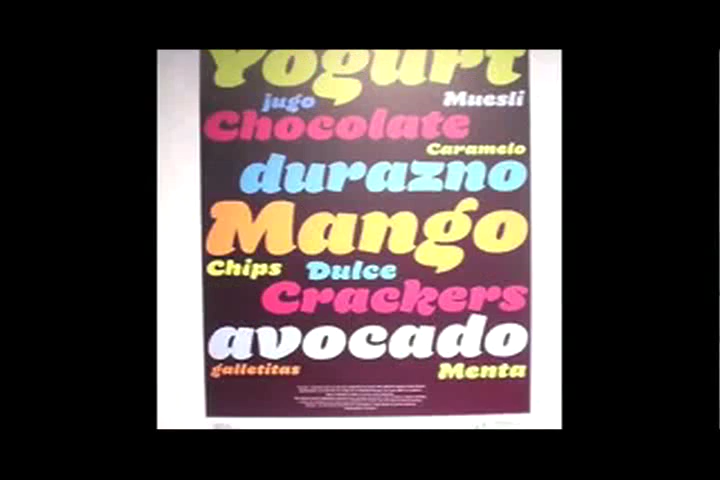 Yogurt
jugo Muesli
Chocolate
Caramelo
durazno
Mango
Chips Dulce
Crackers
avocado
galletitas Menta